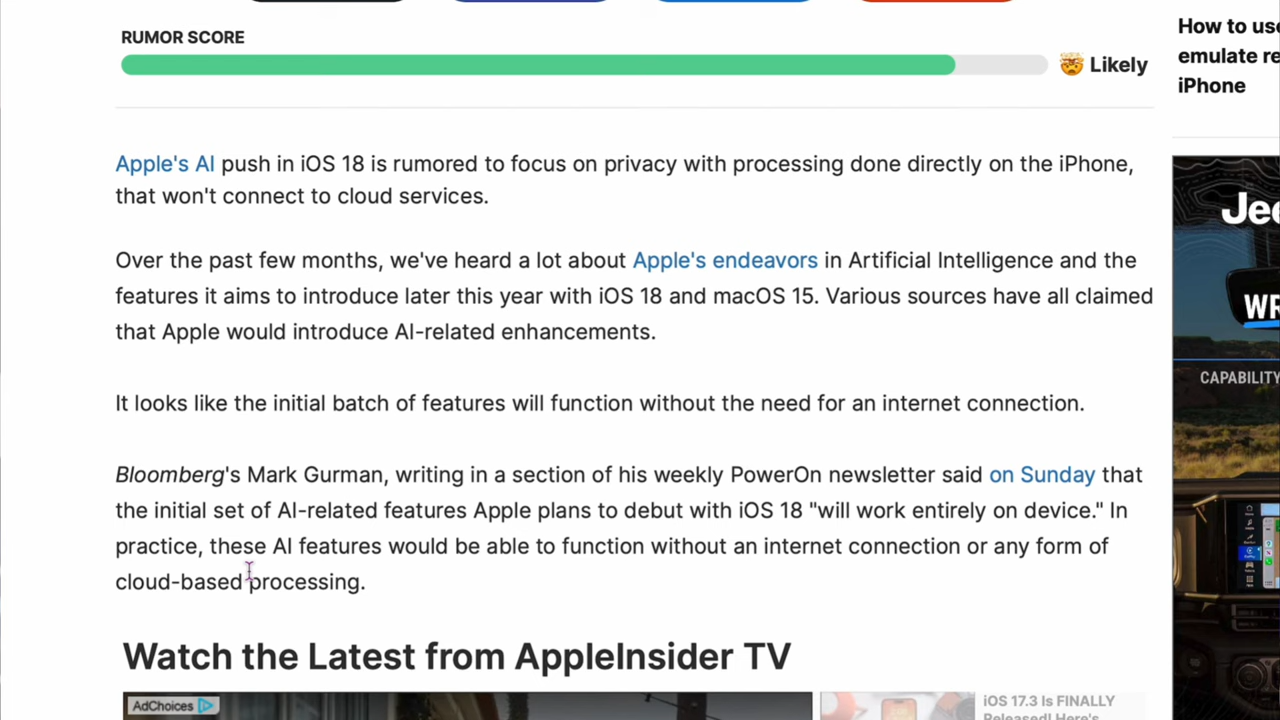 RUMOR SCORE
🤯 Likely
Apple's AI push in iOS 18 is rumored to focus on privacy with processing done directly on the iPhone,
that won't connect to cloud services.
Over the past few months, we've heard a lot about Apple's endeavors in Artificial Intelligence and the
features it aims to introduce later this year with iOS 18 and macOS 15. Various sources have all claimed
that Apple would introduce AI-related enhancements.
It looks like the initial batch of features will function without the need for an internet connection.
Bloomberg's Mark Gurman, writing in a section of his weekly PowerOn newsletter said on Sunday that
the initial set of AI-related features Apple plans to debut with iOS 18 "will work entirely on device." In
practice, these AI features would be able to function without an internet connection or any form of
cloud-based processing.
Watch the Latest from AppleInsider TV
AdChoices
iOS 17.3 Is FINALLY
Released! Here's
How to use
emulate re
iPhone
Jee
WR
CAPABILITY